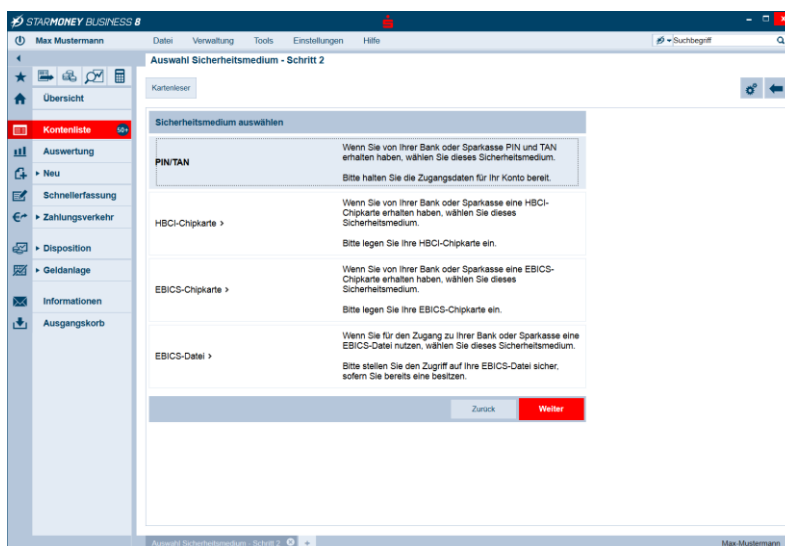 STARMONEY BUSINESS 8
Max Mustermann Datei Verwaltung Tools Einstellungen Hilfe Suchbegriff
Auswahl Sicherheitsmedium - Schritt 2
Kartenleser
Übersicht
Kontenliste 50+
Auswertung
Neu
Schnellerfassung
Zahlungsverkehr
Disposition
Geldanlage
Informationen
Ausgangskorb
Sicherheitsmedium auswählen
PIN/TAN
Wenn Sie von Ihrer Bank oder Sparkasse PIN und TAN
erhalten haben, wählen Sie dieses Sicherheitsmedium.
Bitte halten Sie die Zugangsdaten für Ihr Konto bereit.
HBCI-Chipkarte >
Wenn Sie von Ihrer Bank oder Sparkasse eine HBCI-
Chipkarte erhalten haben, wählen Sie dieses
Sicherheitsmedium.
Bitte legen Sie Ihre HBCI-Chipkarte ein.
EBICS-Chipkarte >
Wenn Sie von Ihrer Bank oder Sparkasse eine EBICS-
Chipkarte erhalten haben, wählen Sie dieses
Sicherheitsmedium.
Bitte legen Sie Ihre EBICS-Chipkarte ein.
EBICS-Datei >
Wenn Sie für den Zugang zu Ihrer Bank oder Sparkasse eine
EBICS-Datei nutzen, wählen Sie dieses Sicherheitsmedium.
Bitte stellen Sie den Zugriff auf Ihre EBICS-Datei sicher,
sofern Sie bereits eine besitzen.
Zurück Weiter
Auswahl Sicherheitsmedium - Schritt 2 + Max-Mustermann